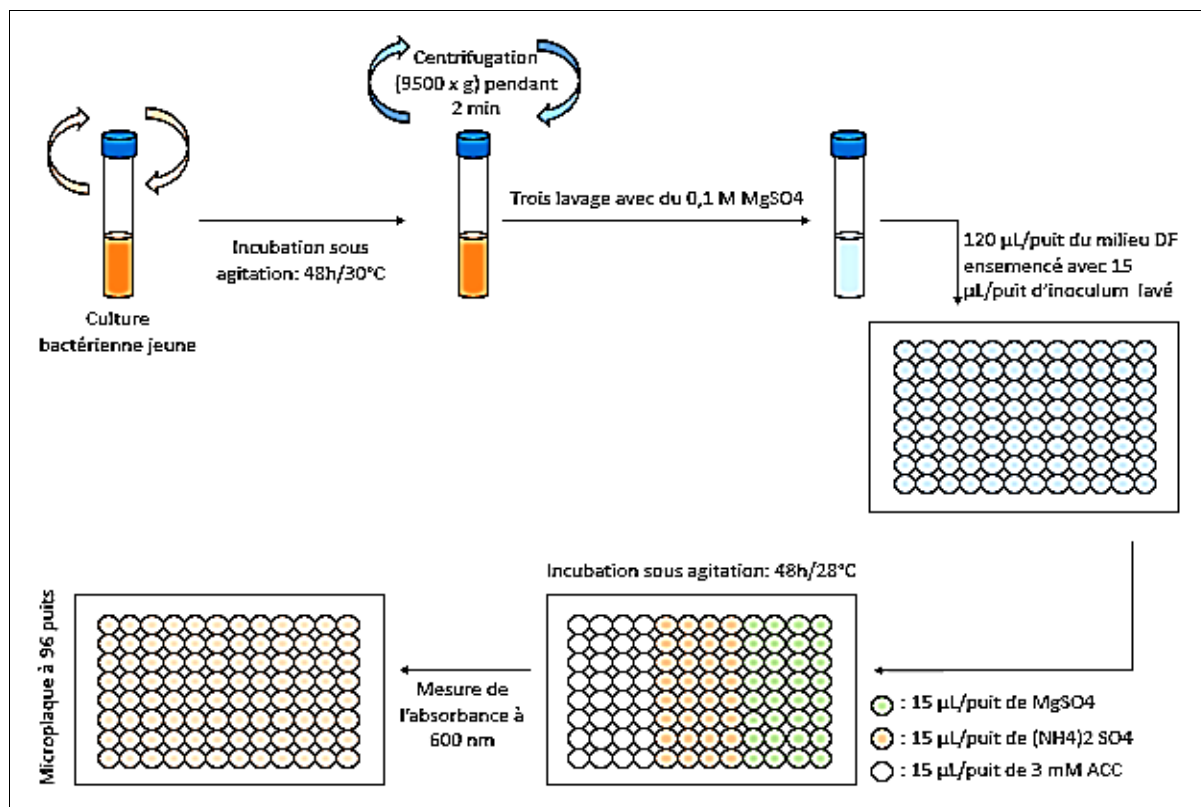 Centrifugation
(9500 x g) pendant
2 min
Trois lavage avec du 0,1 M MgSO4
Incubation sous
agitation: 48h/30°C
120 µL/puit du milieu DF
ensemencé avec 15
µL/puit d'inoculum lavé
Culture
bactérienne jeune
Incubation sous agitation: 48h/28°C
Microplaque à 96 puits
Mesure de
l'absorbance à
600 nm
: 15 µL/puit de MgSO4
: 15 µL/puit de (NH4)2 SO4
: 15 µL/puit de 3 mM ACC